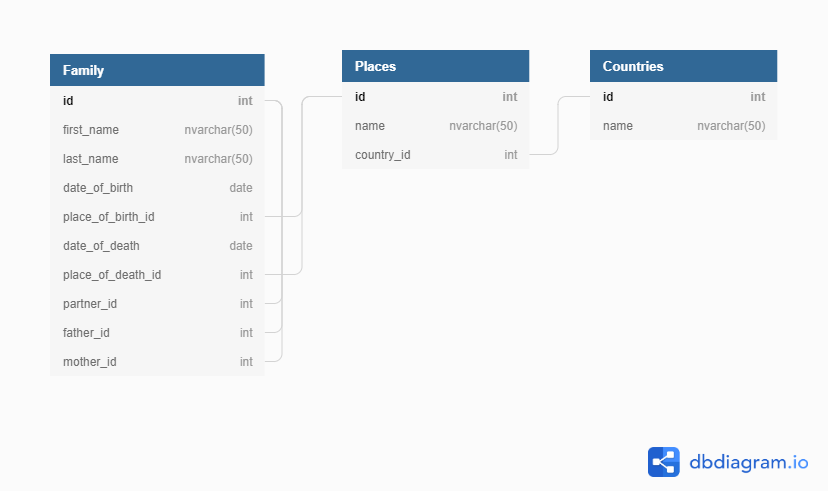 Family
id int
first_name nvarchar(50)
last_name nvarchar(50)
date_of_birth date
place_of_birth_id int
date_of_death date
place_of_death_id int
partner_id int
father_id int
mother_id int
Places
id int
name nvarchar(50)
country_id int
Countries
id int
name nvarchar(50)
dbdiagram.io